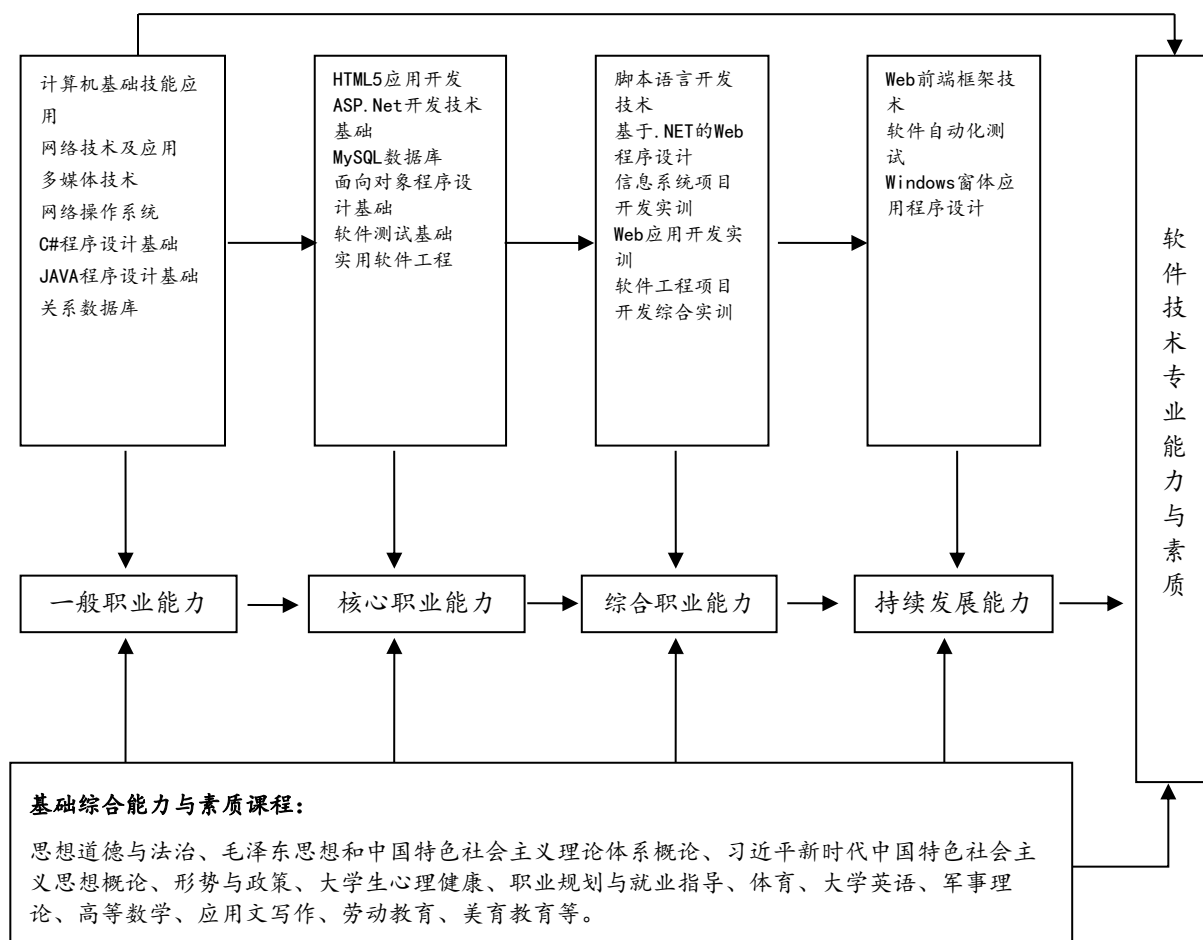 计算机基础技能应
用
网络技术及应用
多媒体技术
网络操作系统
C#程序设计基础
JAVA程序设计基础
关系数据库
HTML5应用开发
ASP.Net开发技术
基础
MySQL数据库
面向对象程序设
计基础
软件测试基础
实用软件工程
脚本语言开发
技术
基于.NET的Web
程序设计
信息系统项目
开发实训
Web应用开发实
训
软件工程项目
开发综合实训
Web前端框架技
术
软件自动化测
试
Windows窗体应
用程序设计
软件技术专业能力与素质
一般职业能力
核心职业能力
综合职业能力
持续发展能力
基础综合能力与素质课程：
思想道德与法治、毛泽东思想和中国特色社会主义理论体系概论、习近平新时代中国特色社会主
义思想概论、形势与政策、大学生心理健康、职业规划与就业指导、体育、大学英语、军事理
论、高等数学、应用文写作、劳动教育、美育教育等。